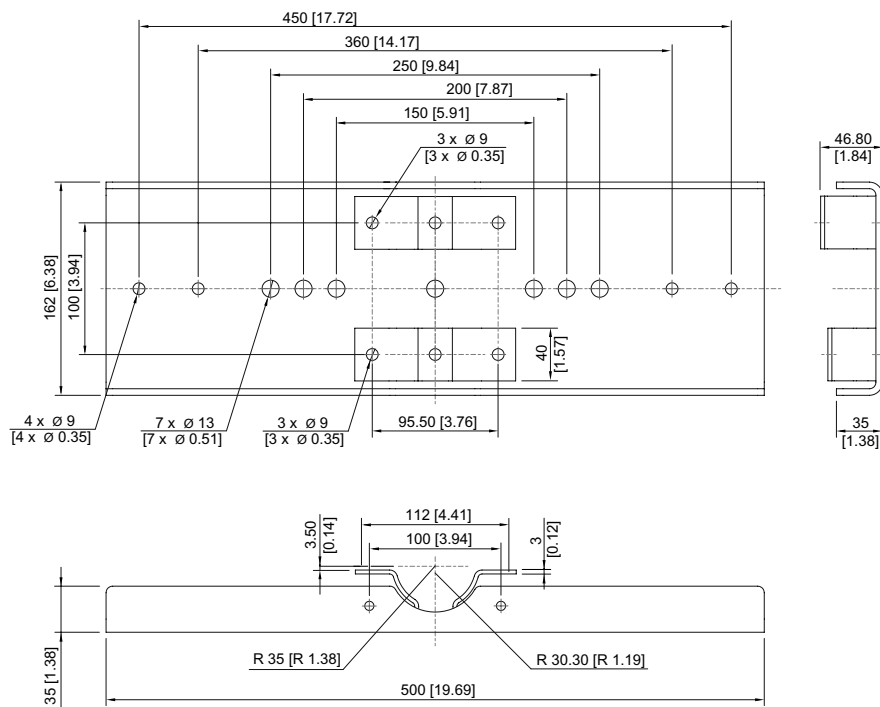 450 [17.72]
360 [14.17]
250 [9.84]
200 [7.87]
150 [5.91]
3 x Ø 9
[3 x Ø 0.35]
46.80
[1.84]
162 [6.38]
100 [3.94]
40
[1.57]
4 x Ø 9
[4 x Ø 0.35]
7 x Ø 13
[7 x Ø 0.51]
3 x Ø 9
[3 x Ø 0.35]
95.50 [3.76]
35
[1.38]
3.50
[0.14]
112 [4.41]
100 [3.94]
3
[0.12]
35 [1.38]
R 35 [R 1.38]
R 30.30 [R 1.19]
500 [19.69]